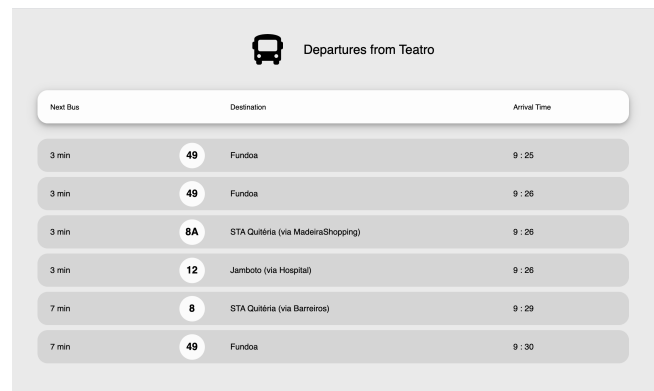 Departures from Teatro
Next Bus Destination Arrival Time
3 min 49 Fundoa 9 : 25
3 min 49 Fundoa 9 : 26
3 min 8A STA Quitéria (via MadeiraShopping) 9 : 26
3 min 12 Jamboto (via Hospital) 9 : 26
7 min 8 STA Quitéria (via Barreiros) 9 : 29
7 min 49 Fundoa 9 : 30